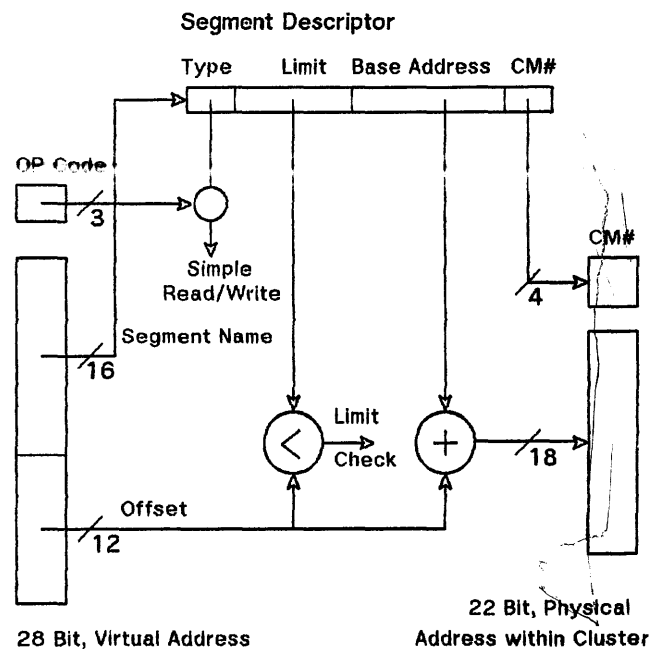 Segment Descriptor
Type Limit Base Address CM#
OP Code
3
Simple
Read/Write
CM#
4
Segment Name
16
<
Limit
Check
+
18
Offset
12
28 Bit, Virtual Address
22 Bit, Physical
Address within Cluster